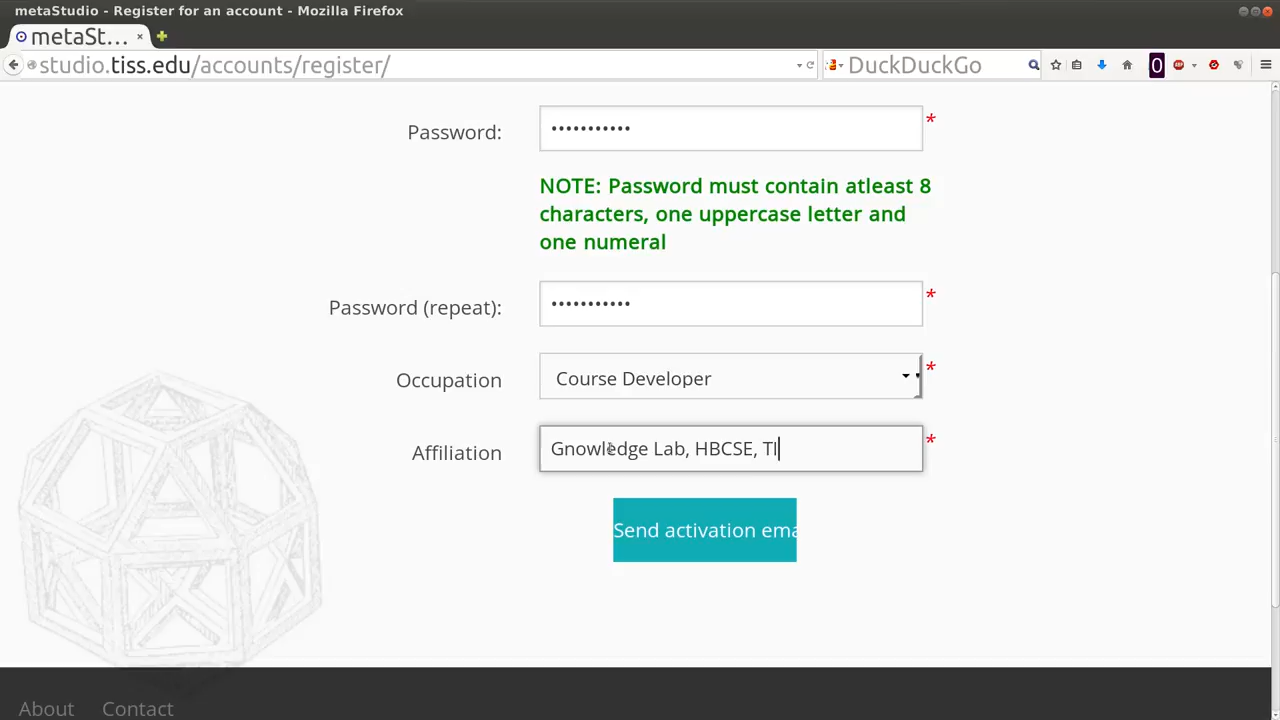 metaStudio - Register for an account - Mozilla Firefox
metaSt...
studio.tiss.edu/accounts/register/
DuckDuckGo
0
Password: ••••••••••• *
NOTE: Password must contain atleast 8
characters, one uppercase letter and
one numeral
Password (repeat): ••••••••••• *
Occupation Course Developer *
Affiliation Gnowledge Lab, HBCSE, TI *
Send activation ema
About Contact